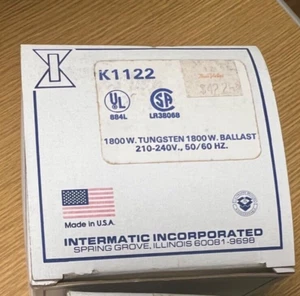 K1122
UL
884L
SA
LR38068
1800 W. TUNGSTEN 1800 W. BALLAST
210-240V., 50/60 HZ.
Made in U.S.A.
INTERMATIC INCORPORATED
SPRING GROVE, ILLINOIS 60081-9698